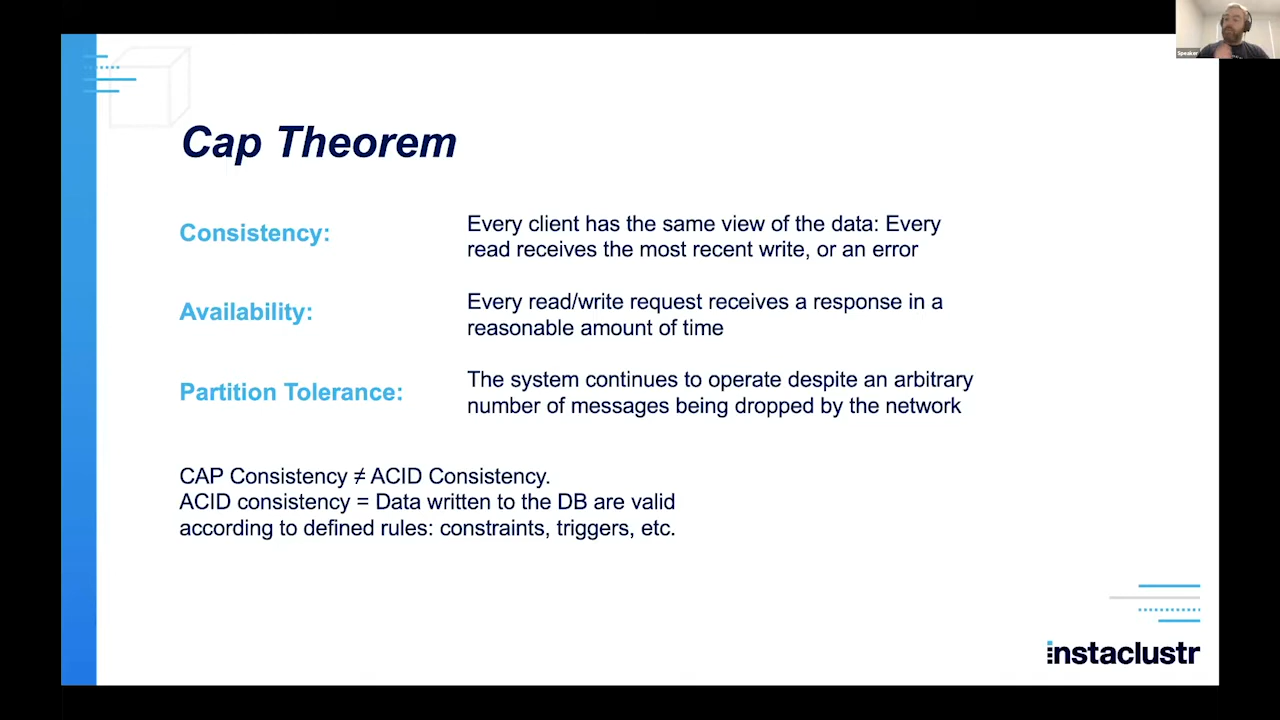 Speaker
Cap Theorem
Consistency:
Every client has the same view of the data: Every
read receives the most recent write, or an error
Availability:
Every read/write request receives a response in a
reasonable amount of time
Partition Tolerance:
The system continues to operate despite an arbitrary
number of messages being dropped by the network
CAP Consistency ≠ ACID Consistency.
ACID consistency = Data written to the DB are valid
according to defined rules: constraints, triggers, etc.
instaclustr